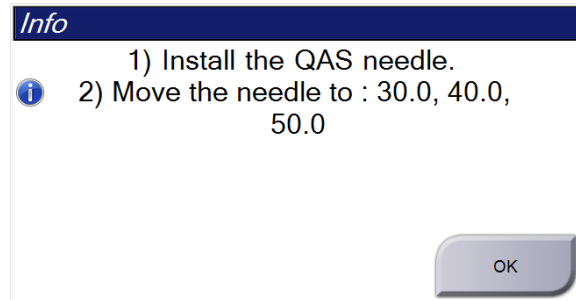 Info
1) Install the QAS needle.
2) Move the needle to : 30.0, 40.0,
50.0
OK